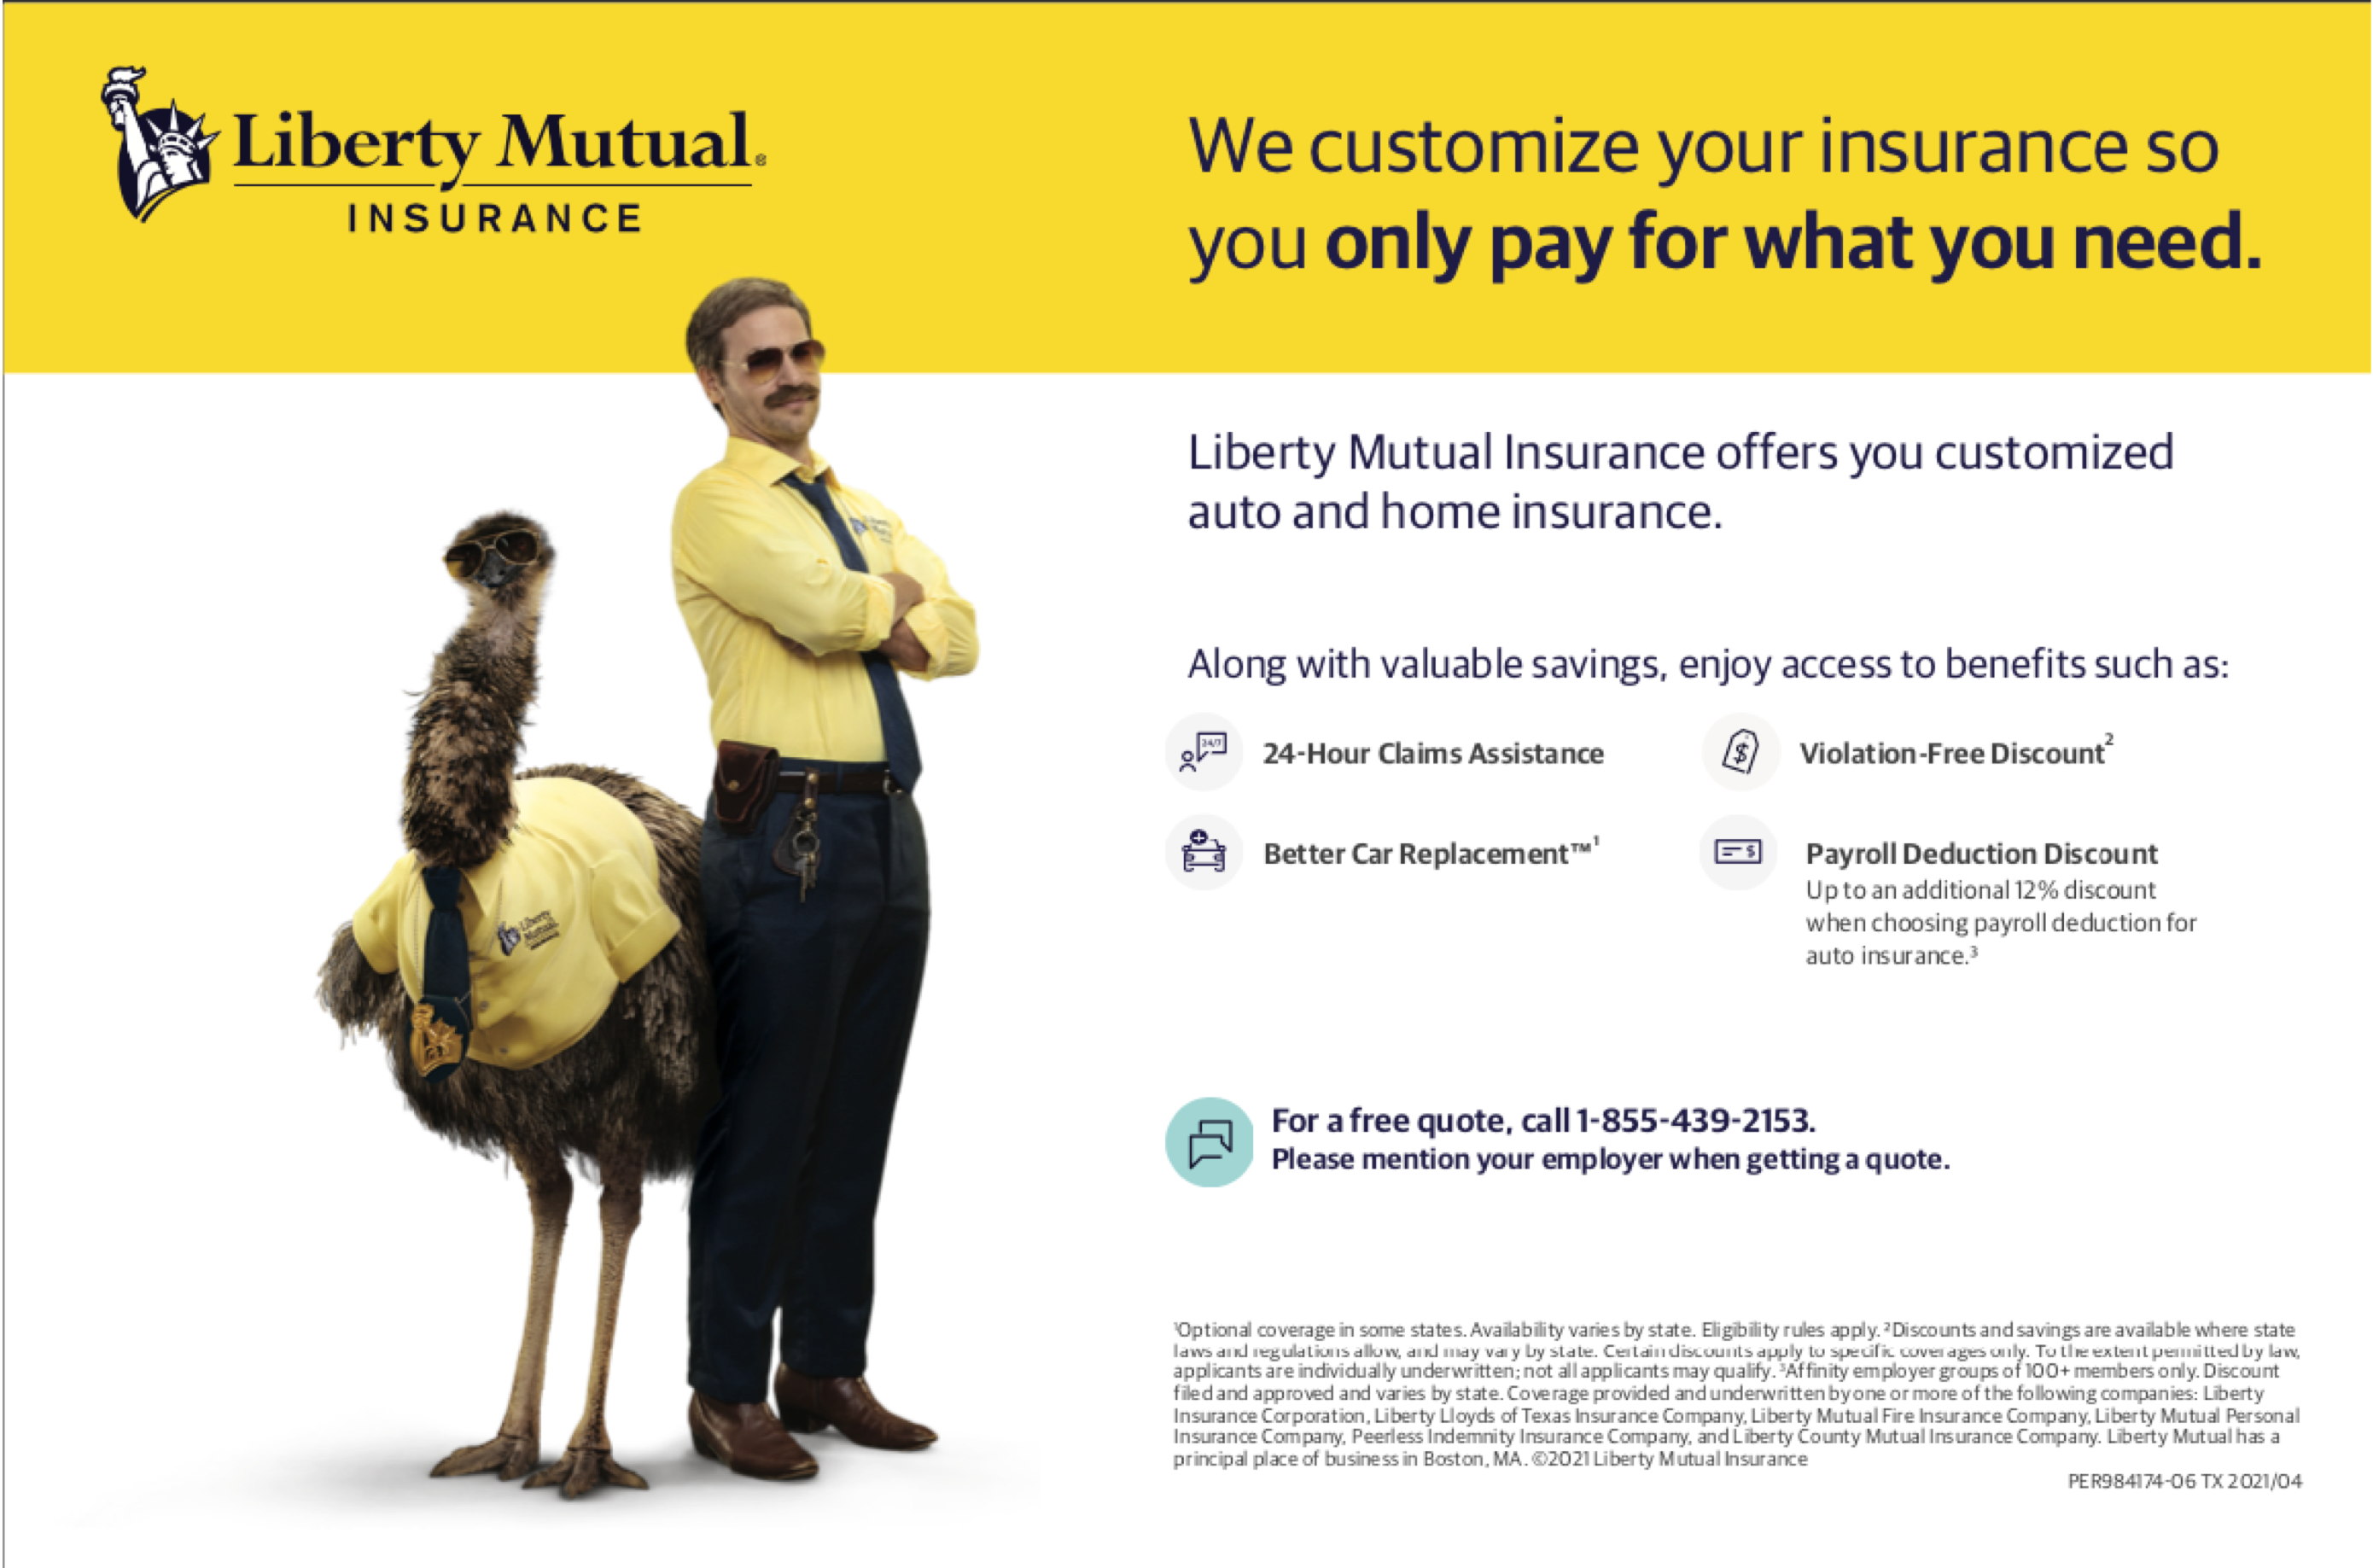 Liberty Mutual®
INSURANCE
We customize your insurance so
you only pay for what you need.
Liberty Mutual Insurance offers you customized
auto and home insurance.
Along with valuable savings, enjoy access to benefits such as:
24/7
24-Hour Claims Assistance
$
Violation-Free Discount²
Better Car Replacement™¹
$
Payroll Deduction Discount
Up to an additional 12% discount
when choosing payroll deduction for
auto insurance.³
Liberty
Mutual
For a free quote, call 1-855-439-2153.
Please mention your employer when getting a quote.
¹Optional coverage in some states. Availability varies by state. Eligibility rules apply. ²Discounts and savings are available where state
laws and regulations allow, and may vary by state. Certain discounts apply to specific coverages only. To the extent permitted by law,
applicants are individually underwritten; not all applicants may qualify. ³Affinity employer groups of 100+ members only. Discount
filed and approved and varies by state. Coverage provided and underwritten by one or more of the following companies: Liberty
Insurance Corporation, Liberty Lloyds of Texas Insurance Company, Liberty Mutual Fire Insurance Company, Liberty Mutual Personal
Insurance Company, Peerless Indemnity Insurance Company, and Liberty County Mutual Insurance Company. Liberty Mutual has a
principal place of business in Boston, MA. ©2021 Liberty Mutual Insurance
PER984174-06 TX 2021/04